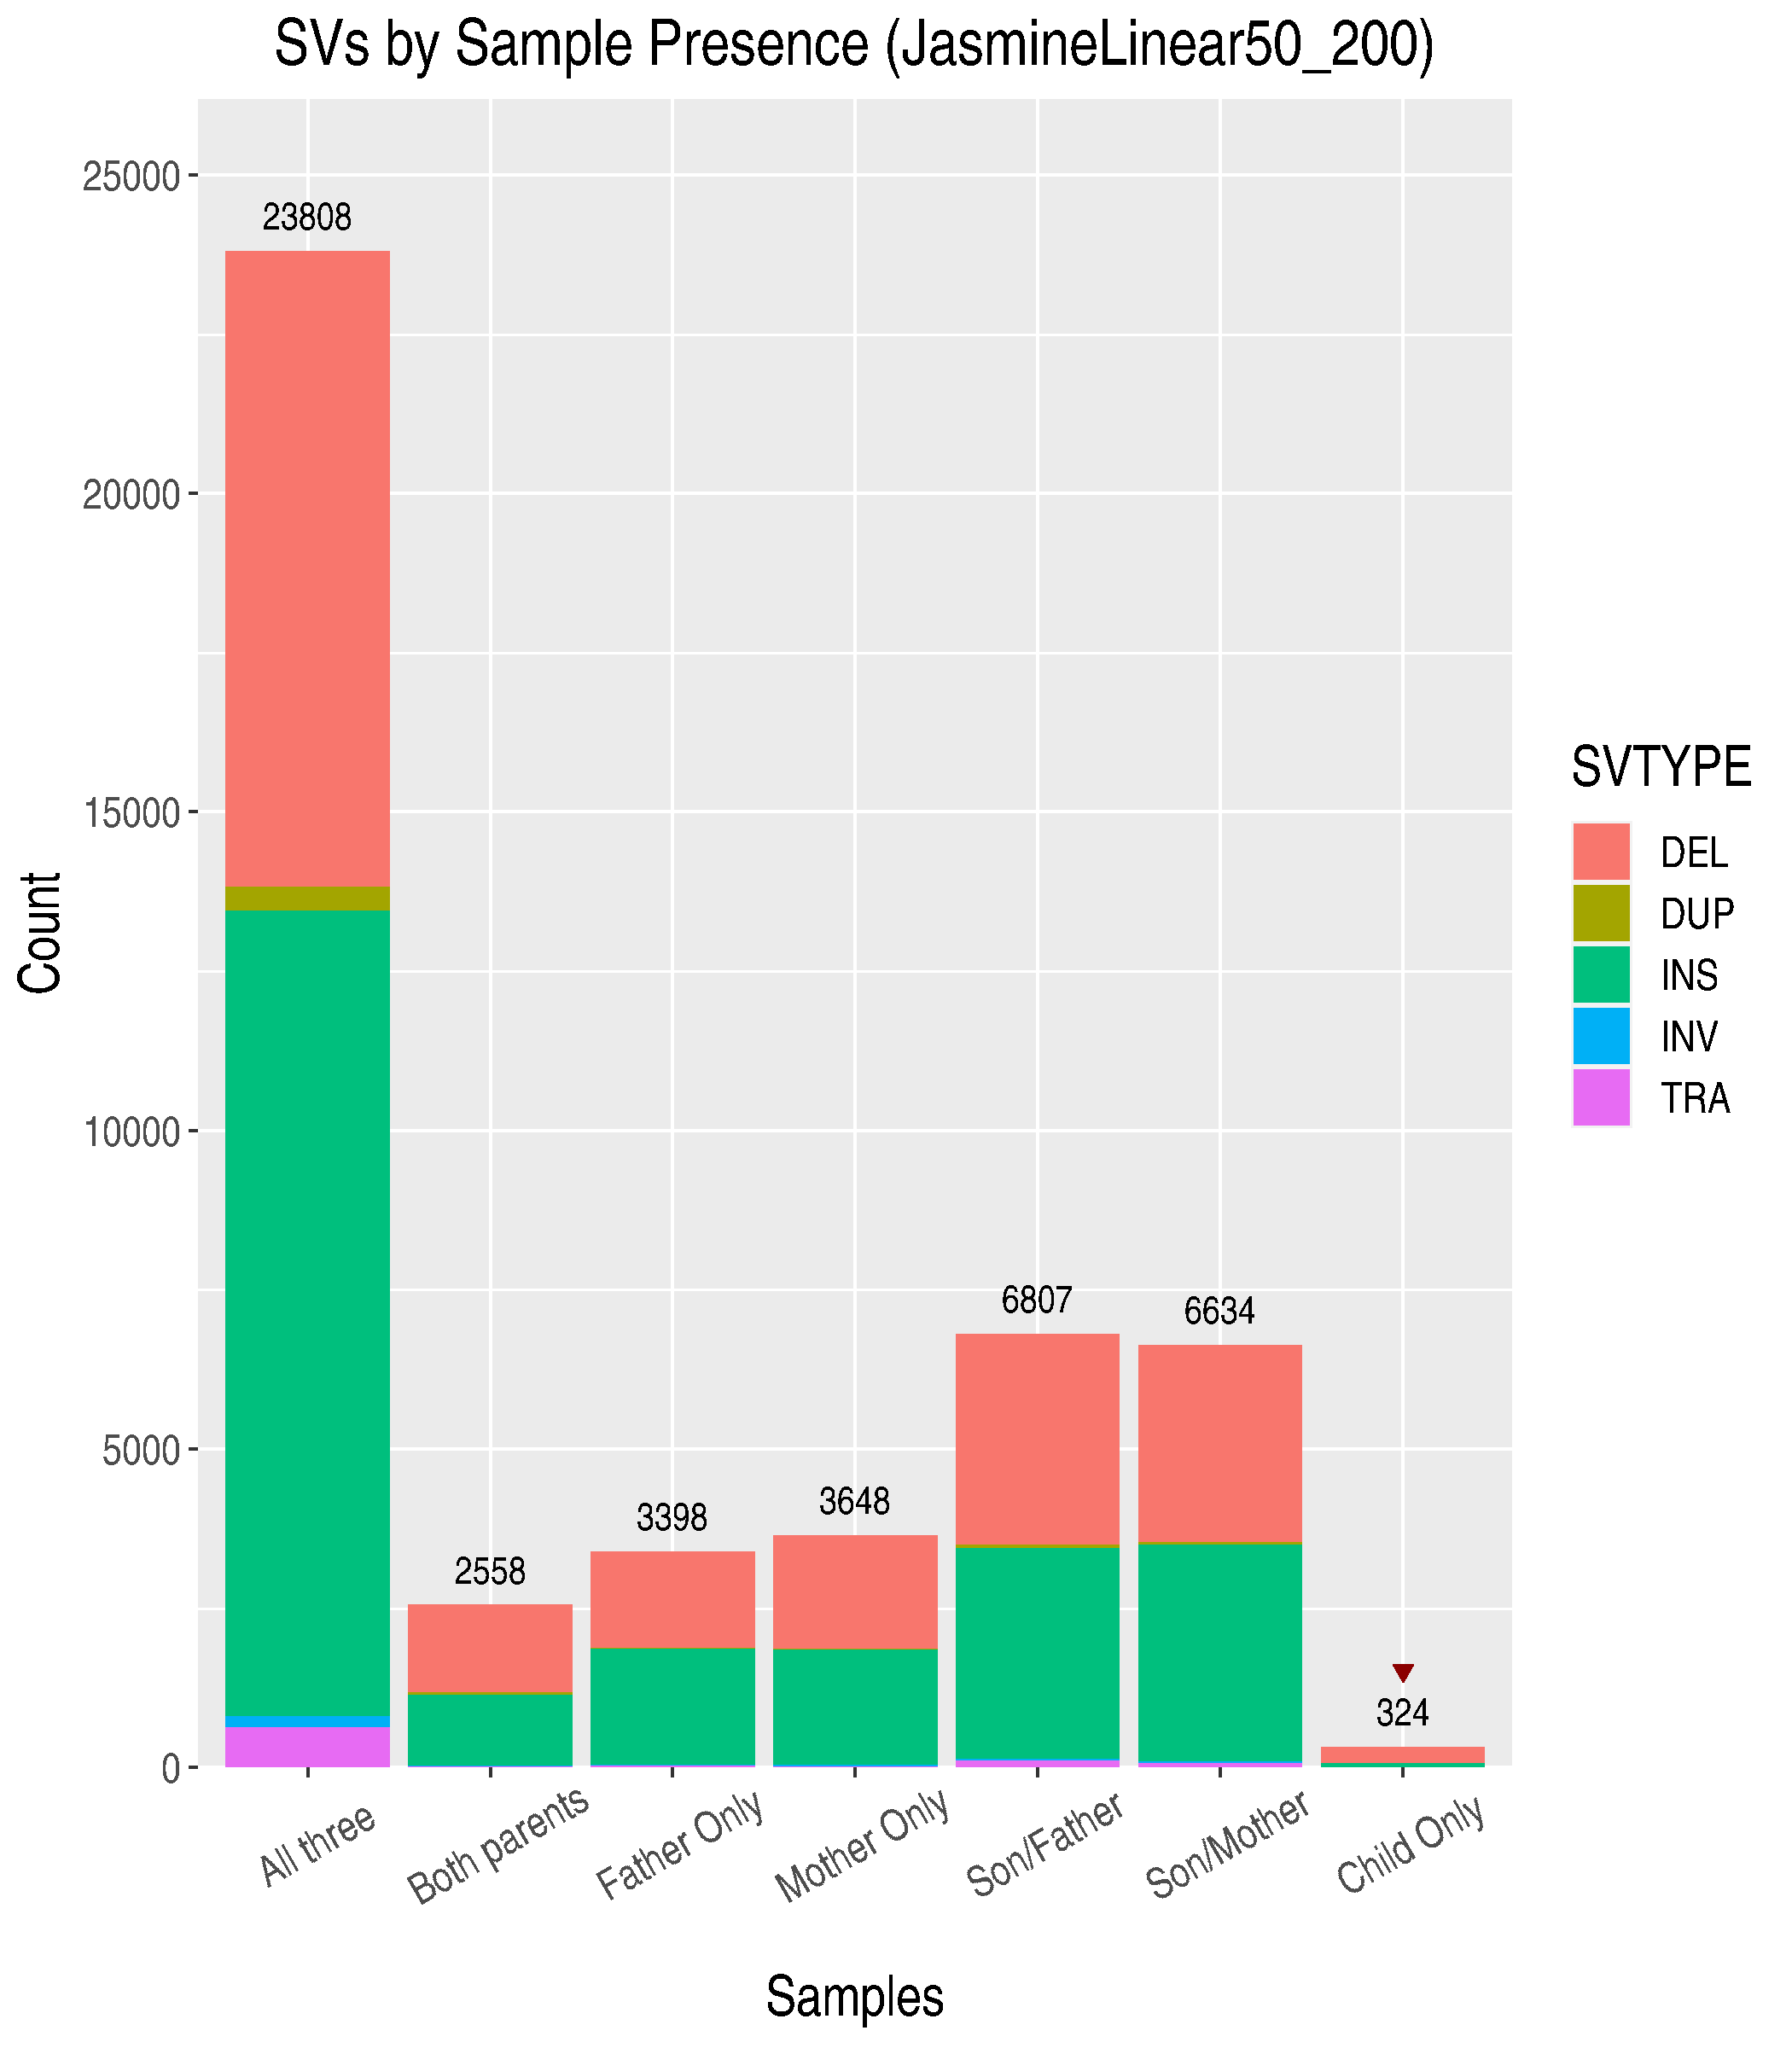 SVs by Sample Presence (JasmineLinear50_200)
Count
25000
20000
15000
10000
5000
0
23808
2558
3398
3648
6807
6634
324
All three
Both parents
Father Only
Mother Only
Son/Father
Son/Mother
Child Only
Samples
SVTYPE
DEL
DUP
INS
INV
TRA